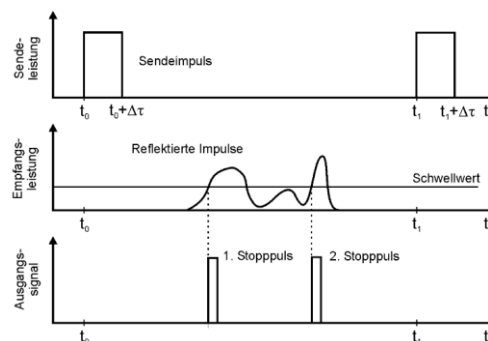 Sende-
leistung
Sendeimpuls
t0
t0+Δτ
t1
t1+Δτ
t
Empfangs-
leistung
Reflektierte Impulse
Schwellwert
t0
t1
t
Ausgangs-
signal
1. Stopppuls
2. Stopppuls
t0
t1
t